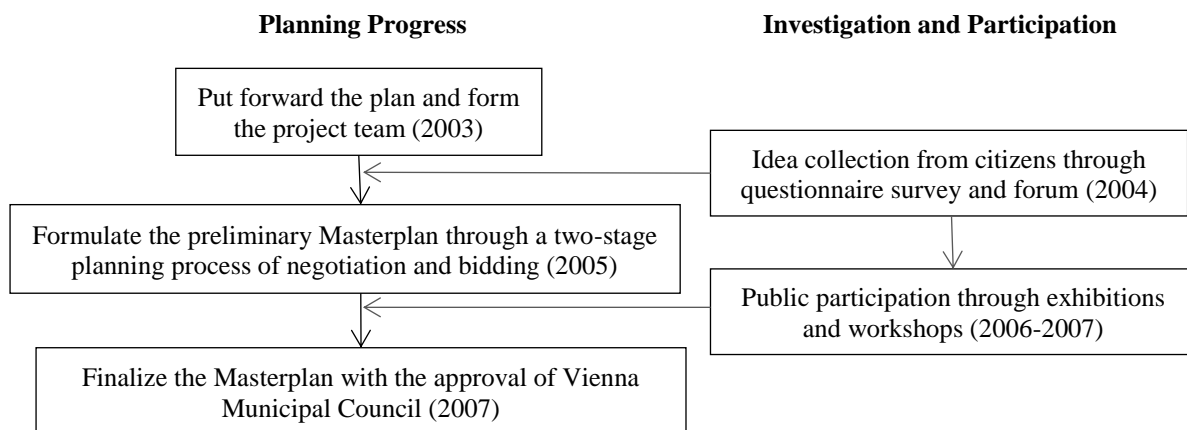 Planning Progress
Investigation and Participation
Put forward the plan and form
the project team (2003)
Idea collection from citizens through
questionnaire survey and forum (2004)
Formulate the preliminary Masterplan through a two-stage
planning process of negotiation and bidding (2005)
Public participation through exhibitions
and workshops (2006-2007)
Finalize the Masterplan with the approval of Vienna
Municipal Council (2007)